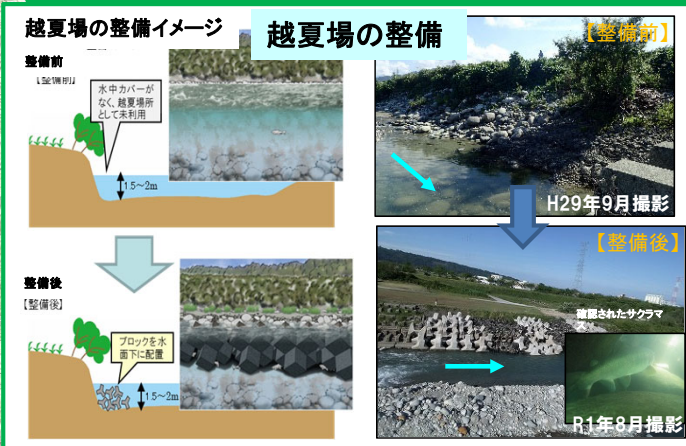 越夏場の整備イメージ
越夏場の整備
整備前
【整備前】
水中カバーが
なく、越夏場所
として未利用
1.5～2m
整備後
【整備後】
ブロックを水
面下に配置
1.5～2m
【整備前】
H29年9月撮影
【整備後】
確認されたサクラマ
ス
R1年8月撮影